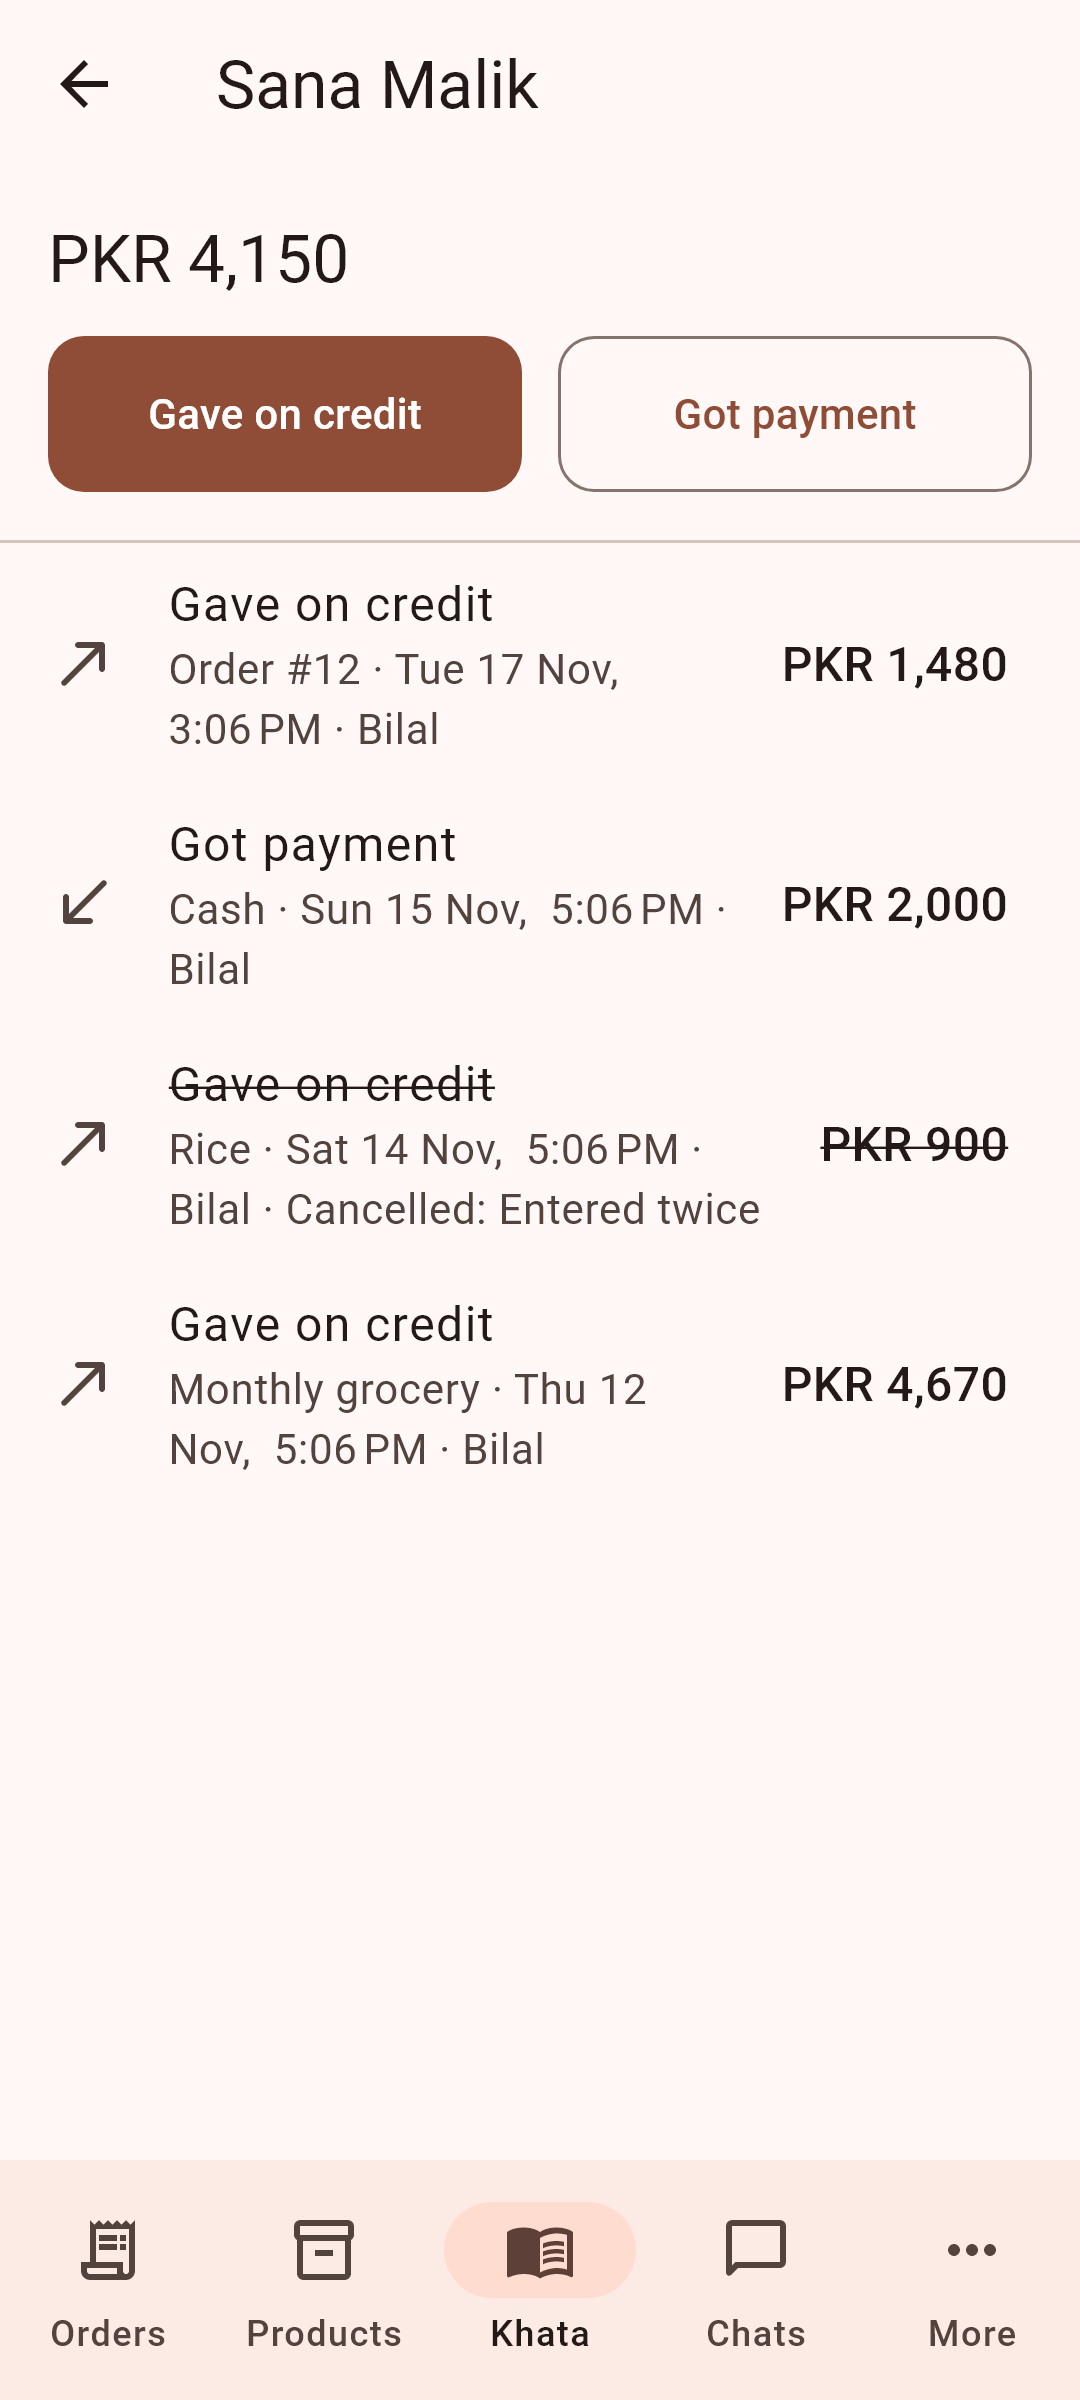 Sana Malik
PKR 4,150
Gave on credit
Got payment
Gave on credit
Order #12 · Tue 17 Nov,
3:06 PM · Bilal
PKR 1,480
Got payment
Cash · Sun 15 Nov,  5:06 PM ·
Bilal
PKR 2,000
Gave on credit
Rice · Sat 14 Nov,  5:06 PM ·
Bilal · Cancelled: Entered twice
PKR 900
Gave on credit
Monthly grocery · Thu 12
Nov,  5:06 PM · Bilal
PKR 4,670
Orders
Products
Khata
Chats
More